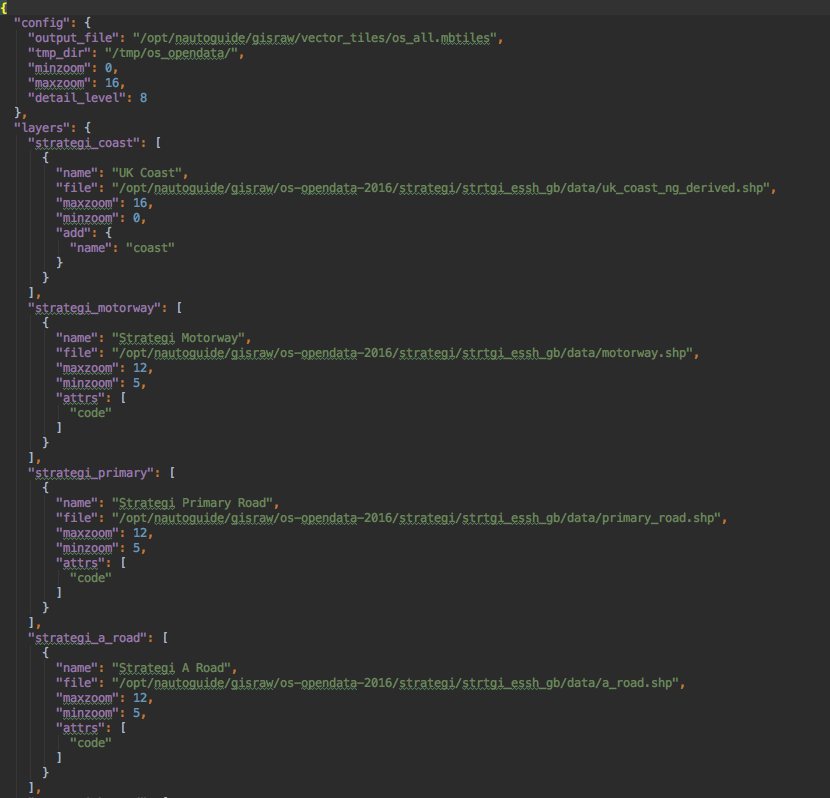 {
  "config": {
    "output_file": "/opt/nautoguide/gisraw/vector_tiles/os_all.mbtiles",
    "tmp_dir": "/tmp/os_opendata/",
    "minzoom": 0,
    "maxzoom": 16,
    "detail_level": 8
  },
  "layers": {
    "strategi_coast": [
      {
        "name": "UK Coast",
        "file": "/opt/nautoguide/gisraw/os-opendata-2016/strategi/strtgi_essh_gb/data/uk_coast_ng_derived.shp",
        "maxzoom": 16,
        "minzoom": 0,
        "add": {
          "name": "coast"
        }
      }
    ],
    "strategi_motorway": [
      {
        "name": "Strategi Motorway",
        "file": "/opt/nautoguide/gisraw/os-opendata-2016/strategi/strtgi_essh_gb/data/motorway.shp",
        "maxzoom": 12,
        "minzoom": 5,
        "attrs": [
          "code"
        ]
      }
    ],
    "strategi_primary": [
      {
        "name": "Strategi Primary Road",
        "file": "/opt/nautoguide/gisraw/os-opendata-2016/strategi/strtgi_essh_gb/data/primary_road.shp",
        "maxzoom": 12,
        "minzoom": 5,
        "attrs": [
          "code"
        ]
      }
    ],
    "strategi_a_road": [
      {
        "name": "Strategi A Road",
        "file": "/opt/nautoguide/gisraw/os-opendata-2016/strategi/strtgi_essh_gb/data/a_road.shp",
        "maxzoom": 12,
        "minzoom": 5,
        "attrs": [
          "code"
        ]
      }
    ],